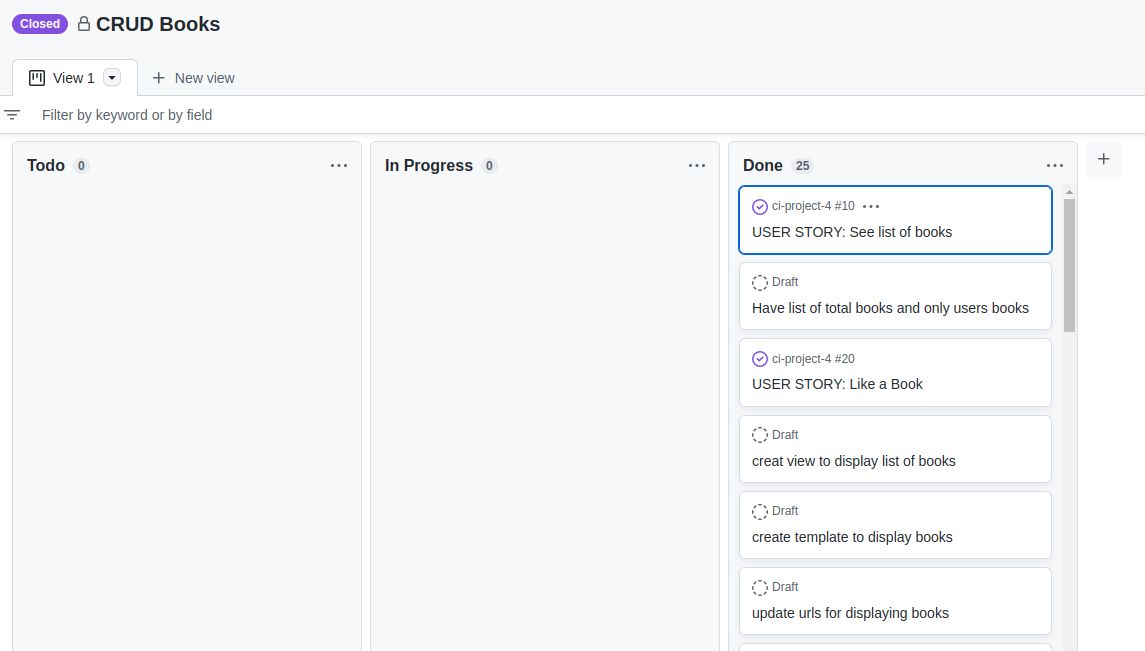 Closed CRUD Books
View 1 New view
Filter by keyword or by field
Todo 0
In Progress 0
Done 25
ci-project-4 #10
USER STORY: See list of books
Draft
Have list of total books and only users books
ci-project-4 #20
USER STORY: Like a Book
Draft
creat view to display list of books
Draft
create template to display books
Draft
update urls for displaying books